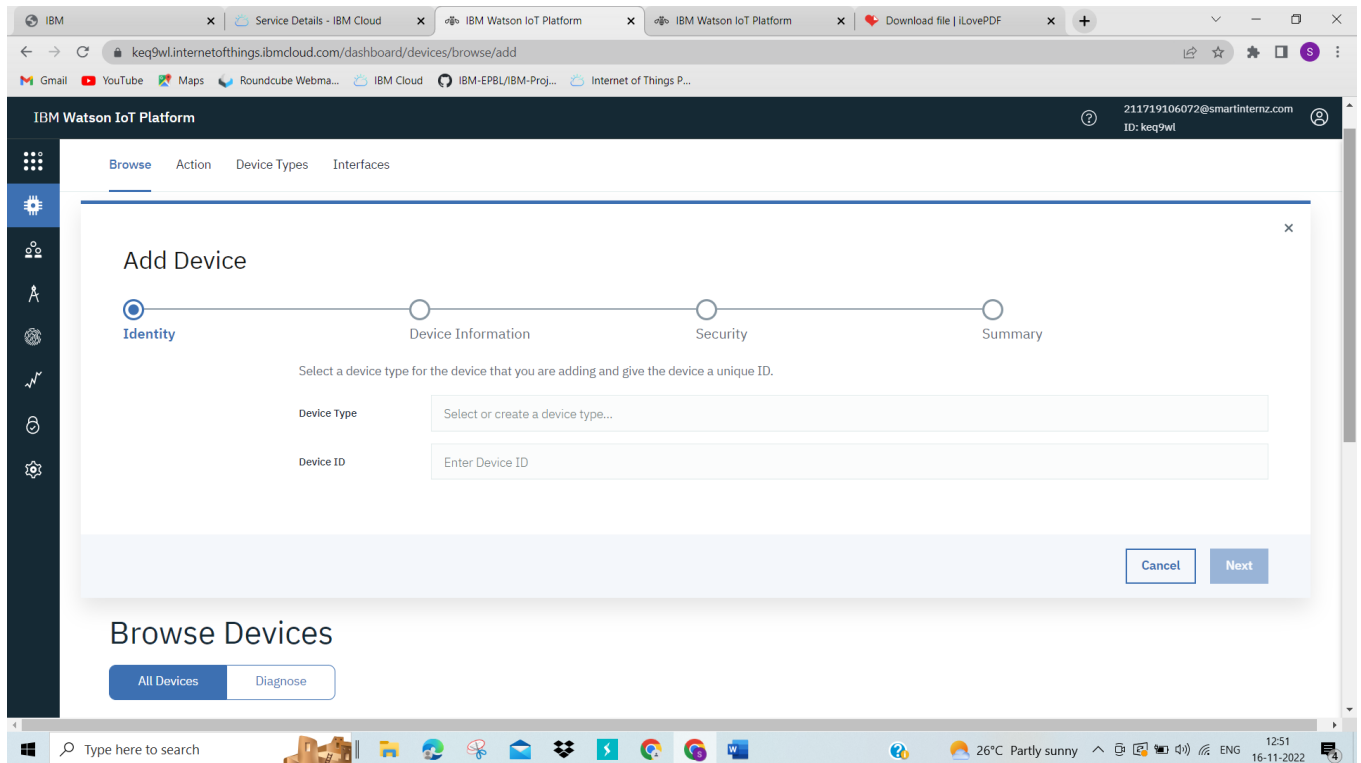 IBM
Service Details - IBM Cloud
IBM Watson IoT Platform
IBM Watson IoT Platform
Download file | iLovePDF
keq9wl.internetofthings.ibmcloud.com/dashboard/devices/browse/add
S
Gmail
YouTube
Maps
Roundcube Webma...
IBM Cloud
IBM-EPBL/IBM-Proj...
Internet of Things P...
IBM Watson IoT Platform
211719106072@smartinternz.com
ID: keq9wl
Browse
Action
Device Types
Interfaces
Add Device
Identity
Device Information
Security
Summary
Select a device type for the device that you are adding and give the device a unique ID.
Device Type
Select or create a device type...
Device ID
Enter Device ID
Cancel
Next
Browse Devices
All Devices
Diagnose
Type here to search
26°C Partly sunny
ENG
12:51
16-11-2022
4